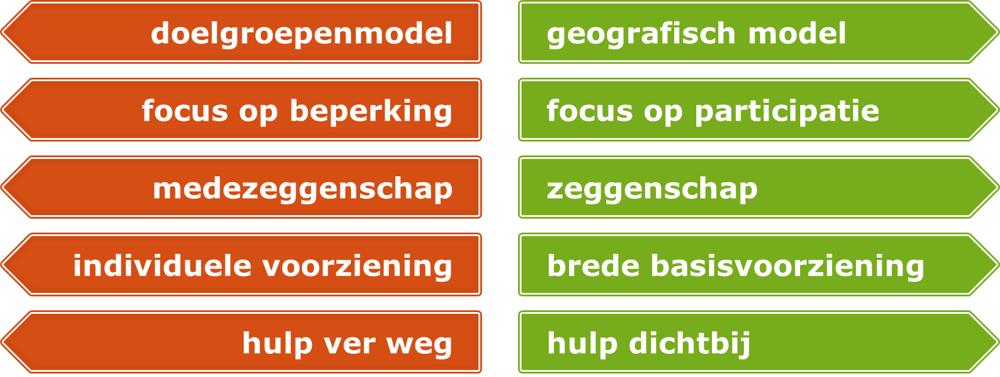 doelgroepenmodel
geografisch model
focus op beperking
focus op participatie
medezeggenschap
zeggenschap
individuele voorziening
brede basisvoorziening
hulp ver weg
hulp dichtbij